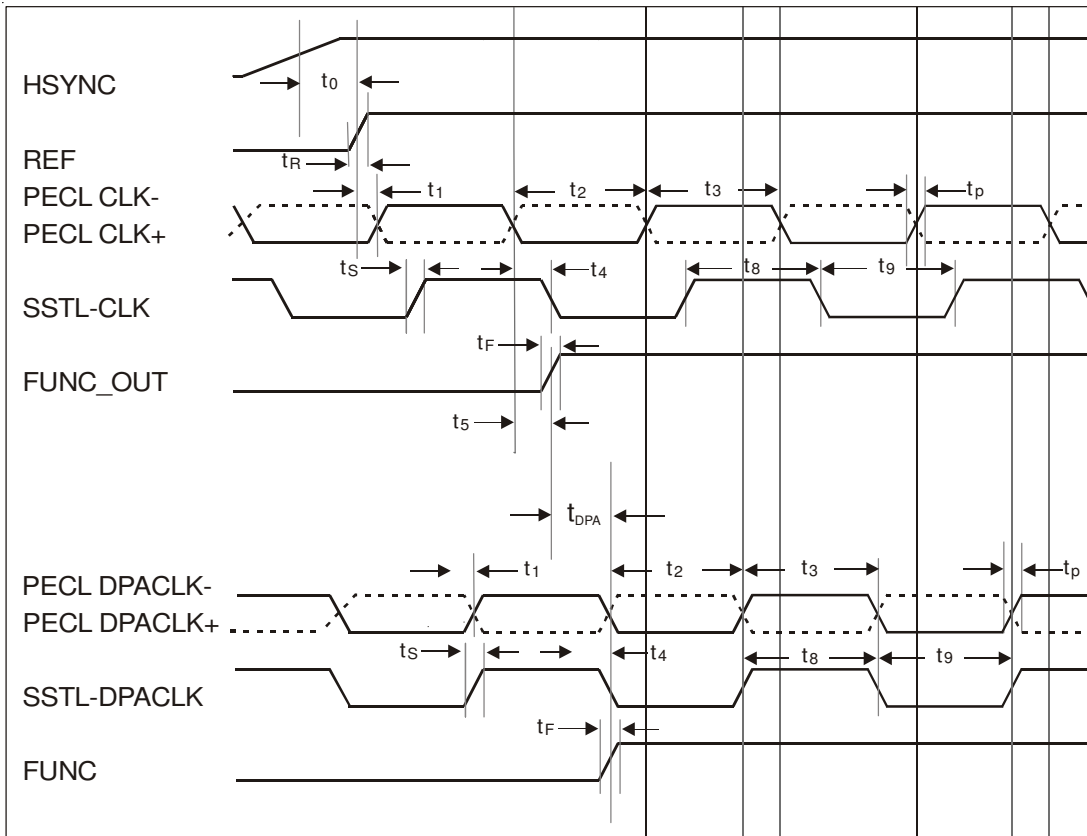 HSYNC
t0
REF
tR
PECL CLK-
t1
t2
t3
tp
PECL CLK+
tS
t4
t8
t9
SSTL-CLK
tF
FUNC_OUT
t5
tDPA
PECL DPACLK-
t1
t2
t3
tp
PECL DPACLK+
tS
t4
t8
t9
SSTL-DPACLK
tF
FUNC